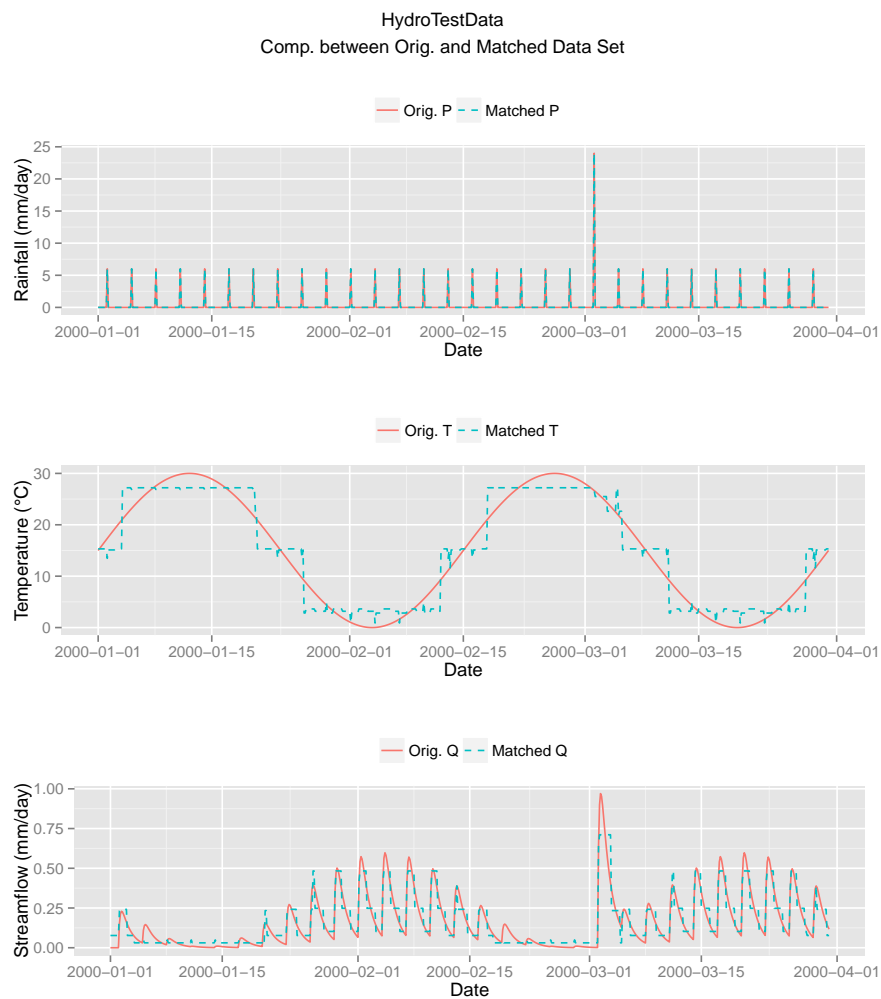 HydroTestData
Comp. between Orig. and Matched Data Set
Orig. P Matched P
Rainfall (mm/day)
25
20
15
10
5
0
2000−01−01 2000−01−15 2000−02−01 2000−02−15 2000−03−01 2000−03−15 2000−04−01
Date
Orig. T Matched T
Temperature (°C)
30
20
10
0
2000−01−01 2000−01−15 2000−02−01 2000−02−15 2000−03−01 2000−03−15 2000−04−01
Date
Orig. Q Matched Q
Streamflow (mm/day)
1.00
0.75
0.50
0.25
0.00
2000−01−01 2000−01−15 2000−02−01 2000−02−15 2000−03−01 2000−03−15 2000−04−01
Date